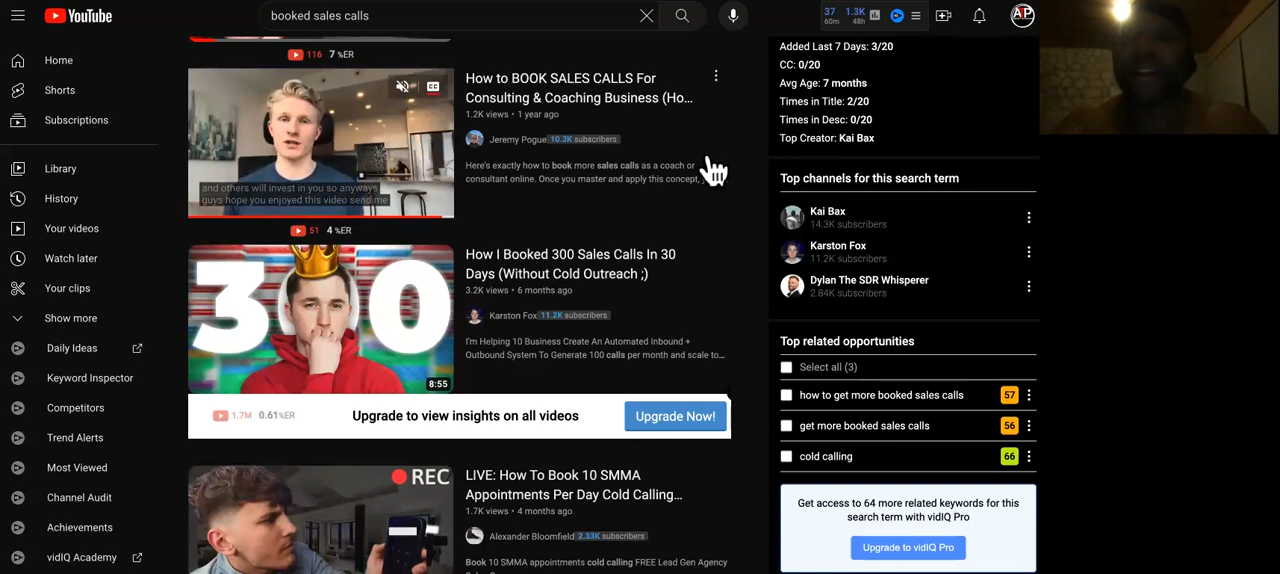 YouTube
booked sales calls
37
60m
1.3K
48h
Home
Shorts
Subscriptions
Library
History
Your videos
Watch later
Your clips
Show more
Daily Ideas
Keyword Inspector
Competitors
Trend Alerts
Most Viewed
Channel Audit
Achievements
vidIQ Academy
116 7 %ER
CC
and others will invest in you so anyways
guys hope you enjoyed this video send me
How to BOOK SALES CALLS For
Consulting & Coaching Business (Ho...
1.2K views • 1 year ago
Jeremy Pogue 10.3K subscribers
Here's exactly how to book more sales calls as a coach or
consultant online. Once you master and apply this concept,
51 4 %ER
300
8:55
How I Booked 300 Sales Calls In 30
Days (Without Cold Outreach ;)
3.2K views • 6 months ago
Karston Fox 11.2K subscribers
I'm Helping 10 Business Create An Automated Inbound +
Outbound System To Generate 100 calls per month and scale to...
1.7M 0.61%ER
Upgrade to view insights on all videos
Upgrade Now!
REC
LIVE: How To Book 10 SMMA
Appointments Per Day Cold Calling...
1.7K views • 4 months ago
Alexander Bloomfield 2.33K subscribers
Book 10 SMMA appointments cold calling FREE Lead Gen Agency
Added Last 7 Days: 3/20
CC: 0/20
Avg Age: 7 months
Times in Title: 2/20
Times in Desc: 0/20
Top Creator: Kai Bax
Top channels for this search term
Kai Bax
14.3K subscribers
Karston Fox
11.2K subscribers
Dylan The SDR Whisperer
2.84K subscribers
Top related opportunities
Select all (3)
how to get more booked sales calls 57
get more booked sales calls 56
cold calling 66
Get access to 64 more related keywords for this
search term with vidIQ Pro
Upgrade to vidIQ Pro